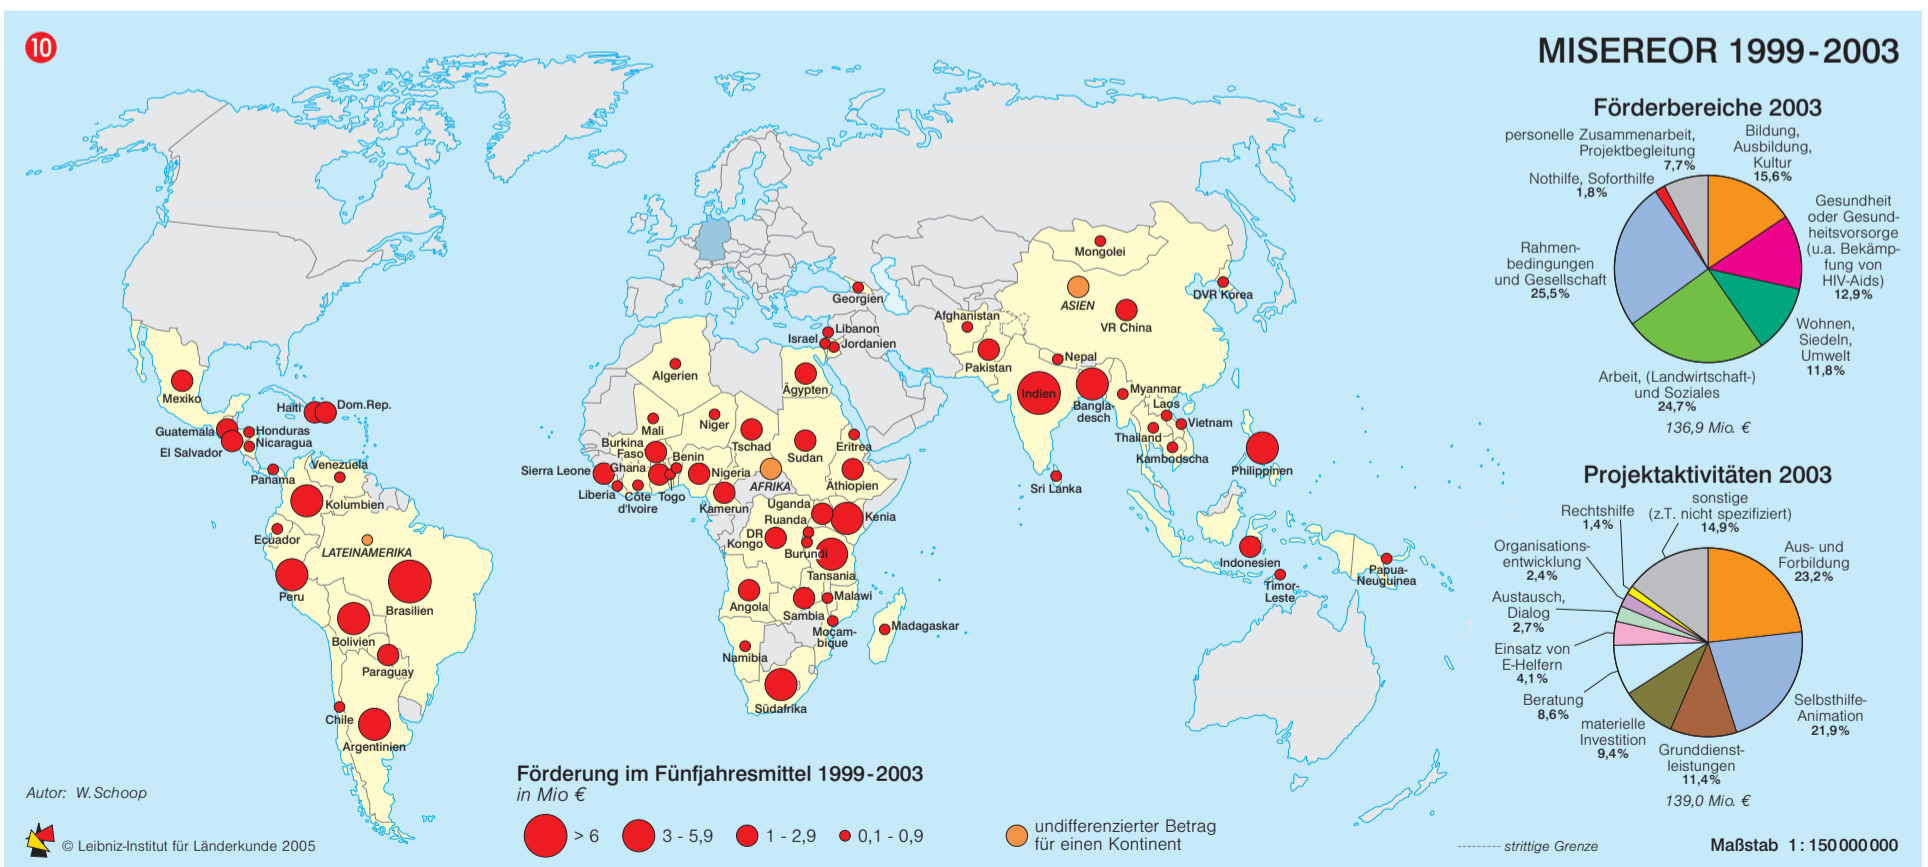 10
MISEREOR 1999-2003
Förderbereiche 2003
personelle Zusammenarbeit,
Projektbegleitung
7,7%
Bildung,
Ausbildung,
Kultur
15,6%
Nothilfe, Soforthilfe
1,8%
Gesundheit
oder Gesund-
heitsvorsorge
(u.a. Bekämp-
fung von
HIV-Aids)
12,9%
Rahmen-
bedingungen
und Gesellschaft
25,5%
Wohnen,
Siedeln,
Umwelt
11,8%
Arbeit, (Landwirtschaft-)
und Soziales
24,7%
136,9 Mio. €
Projektaktivitäten 2003
sonstige
(z.T. nicht spezifiziert)
14,9%
Rechtshilfe
1,4%
Organisations-
entwicklung
2,4%
Austausch,
Dialog
2,7%
Einsatz von
E-Helfern
4,1%
Beratung
8,6%
materielle
Investition
9,4%
Grunddienst-
leistungen
11,4%
Aus- und
Forbildung
23,2%
Selbsthilfe-
Animation
21,9%
139,0 Mio. €
Mexiko
Haiti
Dom.Rep.
Guatemala
Honduras
Nicaragua
El Salvador
Panama
Venezuela
Kolumbien
Ecuador
LATEINAMERIKA
Peru
Brasilien
Bolivien
Paraguay
Chile
Argentinien
Georgien
Libanon
Israel
Jordanien
Algerien
Ägypten
Mali
Niger
Tschad
Sudan
Eritrea
Burkina
Faso
Benin
Sierra Leone
Ghana
Nigeria
AFRIKA
Äthiopien
Liberia
Côte
d'Ivoire
Togo
Kamerun
Uganda
Kenia
Ruanda
DR
Kongo
Burundi
Tansania
Angola
Sambia
Malawi
Moçam-
bique
Madagaskar
Namibia
Südafrika
Mongolei
ASIEN
DVR Korea
VR China
Afghanistan
Pakistan
Nepal
Indien
Bangla-
desch
Myanmar
Laos
Vietnam
Thailand
Kambodscha
Philippinen
Sri Lanka
Indonesien
Timor-
Leste
Papua-
Neuguinea
Förderung im Fünfjahresmittel 1999-2003
in Mio €
> 6
3 - 5,9
1 - 2,9
0,1 - 0,9
undifferenzierter Betrag
für einen Kontinent
Autor: W.Schoop
© Leibniz-Institut für Länderkunde 2005
strittige Grenze
Maßstab 1 : 150 000 000